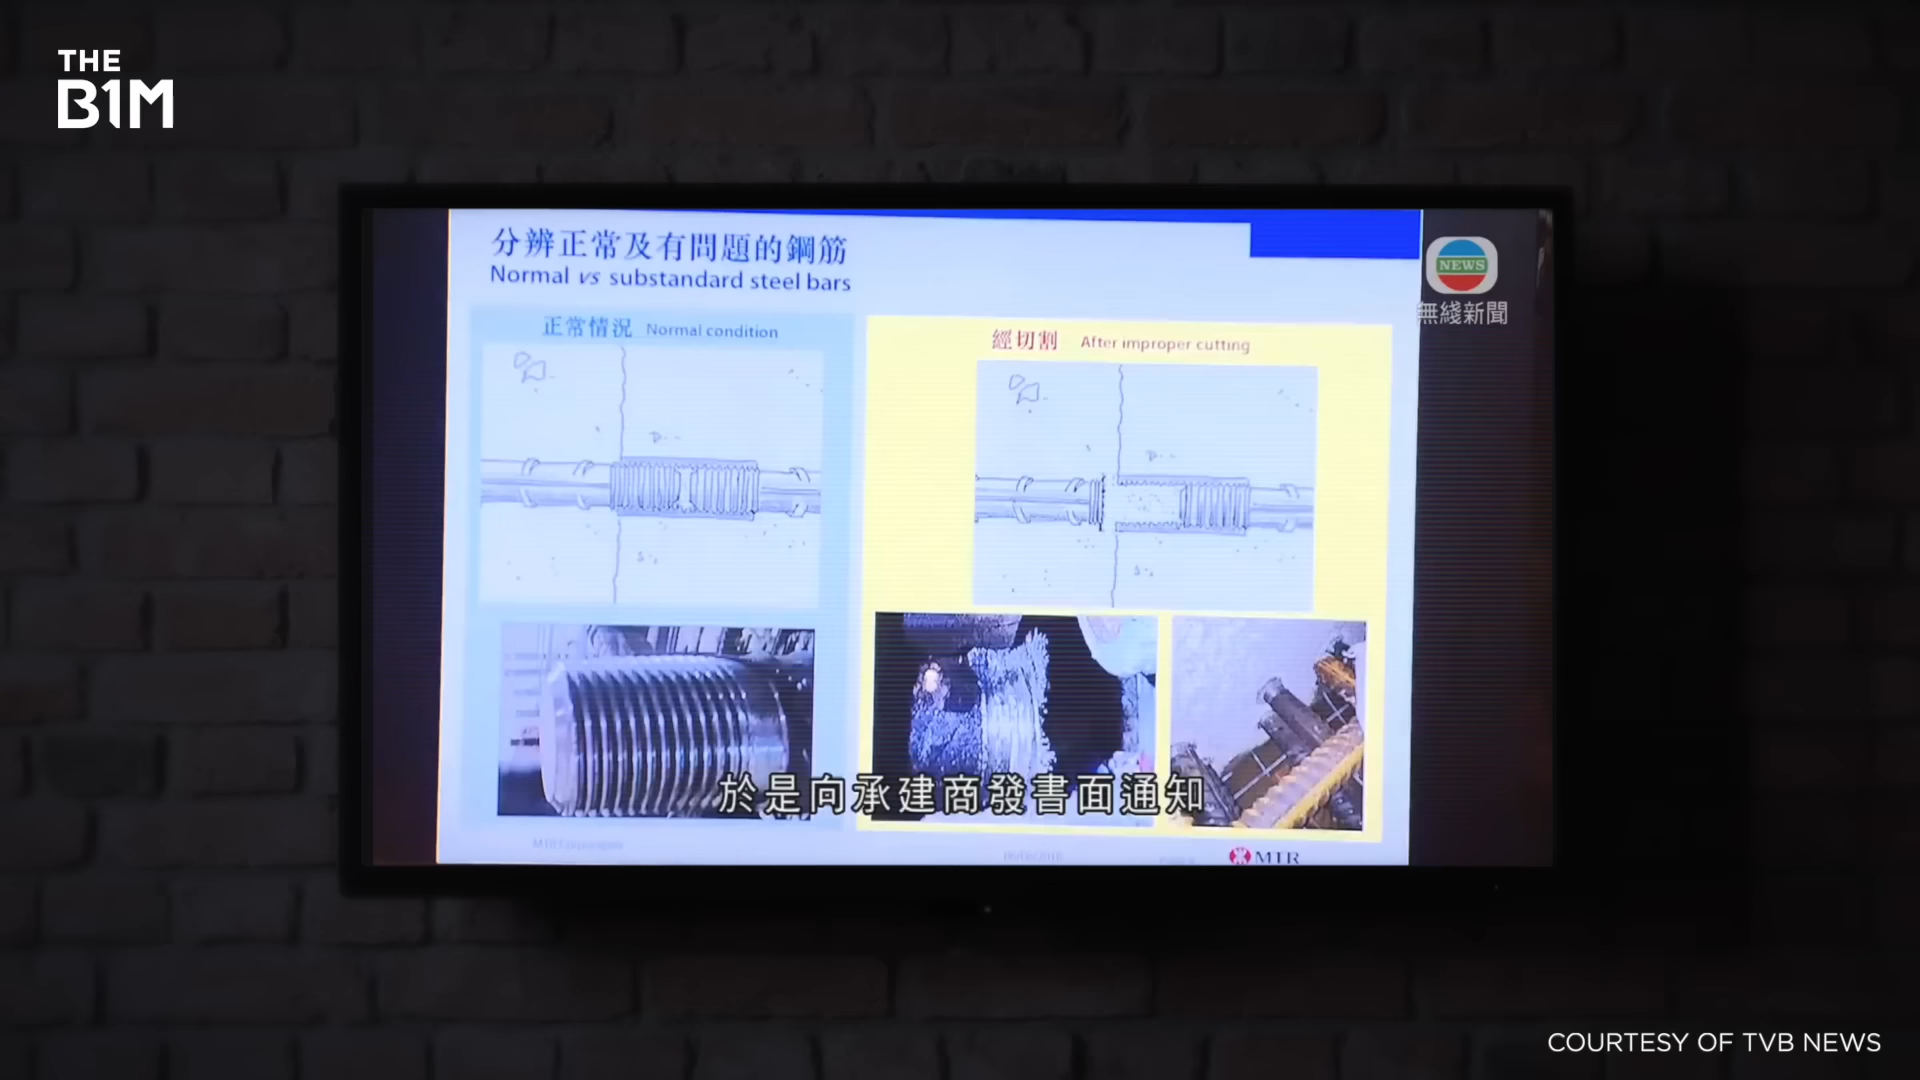 THE
B1M
分辨正常及有問題的鋼筋
Normal vs substandard steel bars
NEWS
無綫新聞
正常情況 Normal condition
經切割 After improper cutting
於是向承建商發書面通知
MTR Corporation
MTR
COURTESY OF TVB NEWS